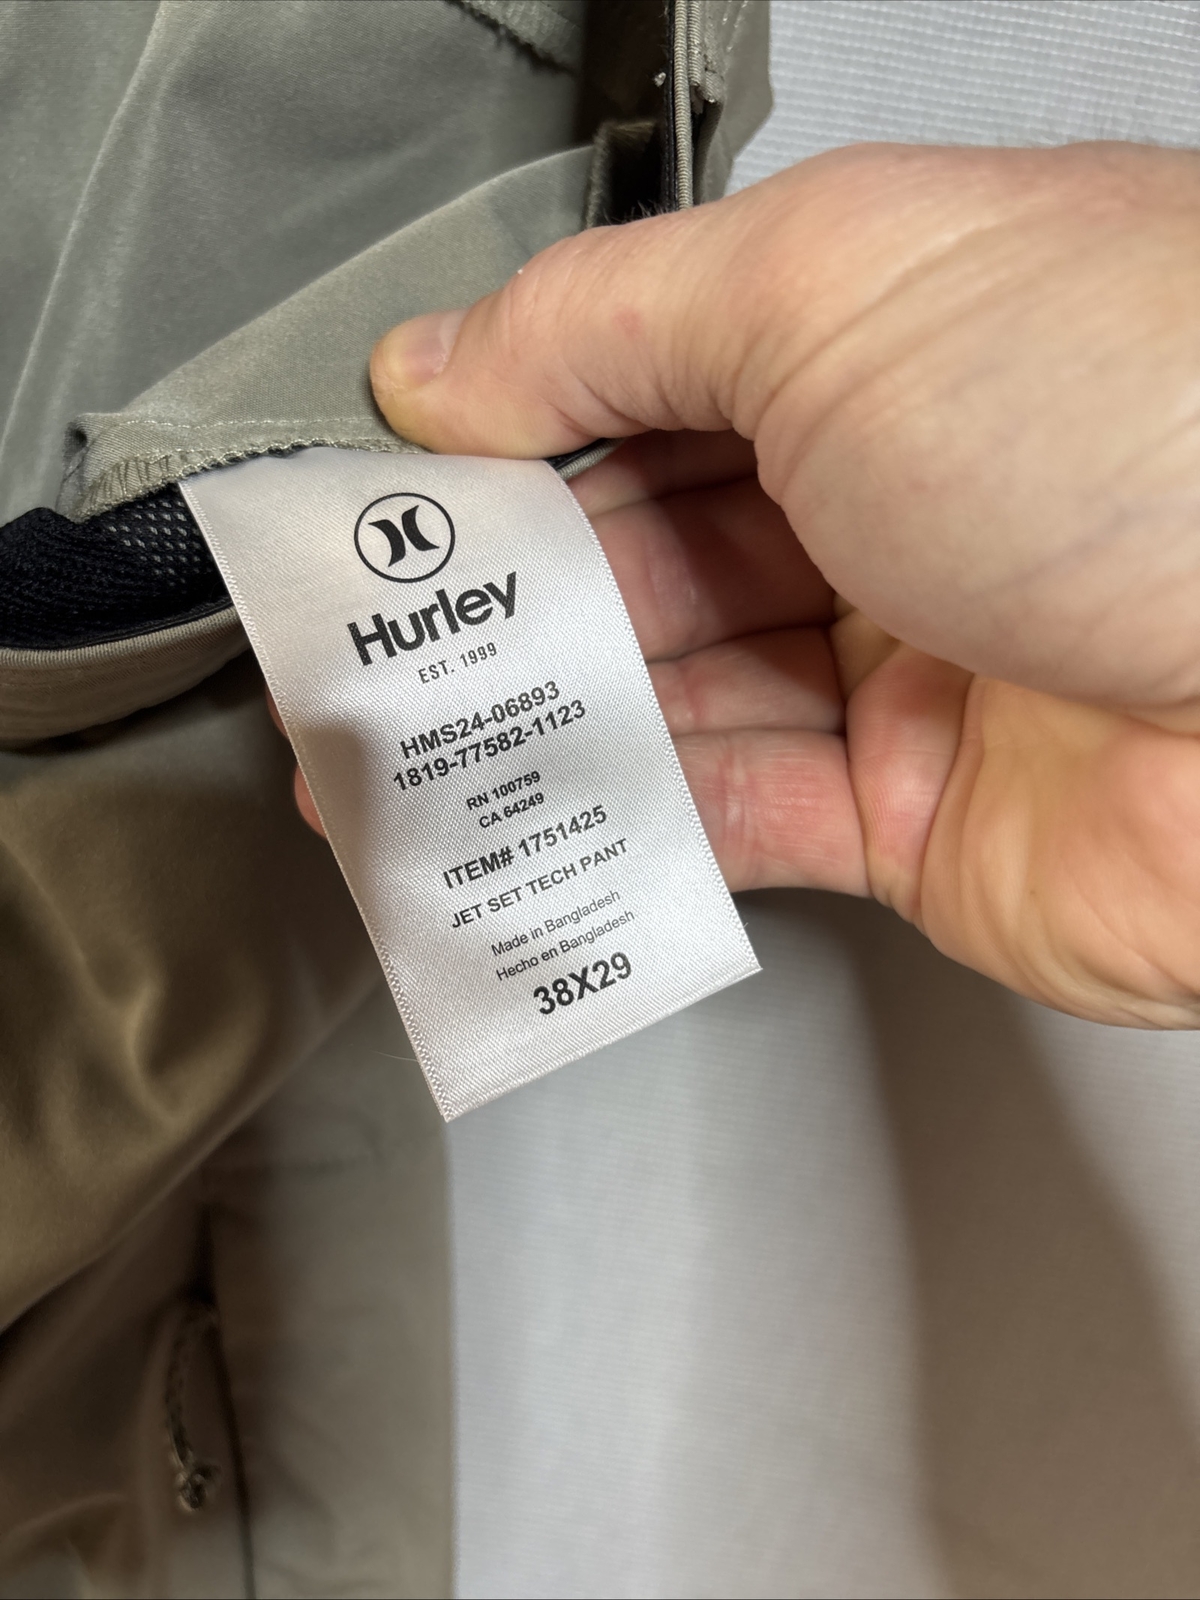 Hurley
EST. 1999
HMS24-06893
1819-77582-1123
RN 100759
CA 64249
ITEM# 1751425
JET SET TECH PANT
Made in Bangladesh
Hecho en Bangladesh
38X29